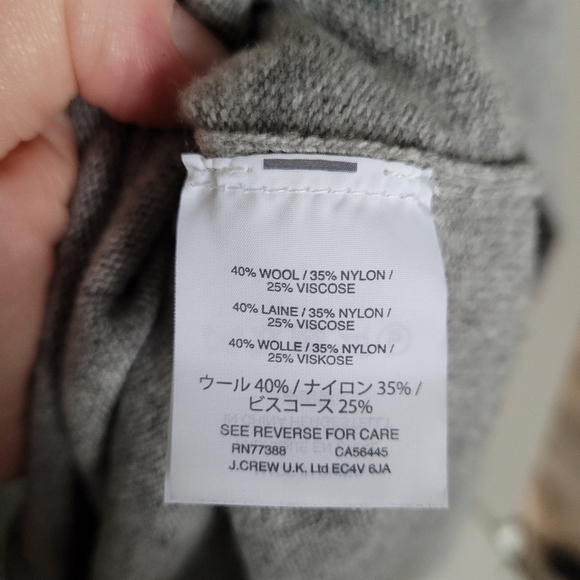 40% WOOL / 35% NYLON /
25% VISCOSE
40% LAINE / 35% NYLON /
25% VISCOSE
40% WOLLE / 35% NYLON /
25% VISKOSE
ウール 40% / ナイロン 35% /
ビスコース 25%
SEE REVERSE FOR CARE
RN77388 CA56445
J.CREW U.K. Ltd EC4V 6JA